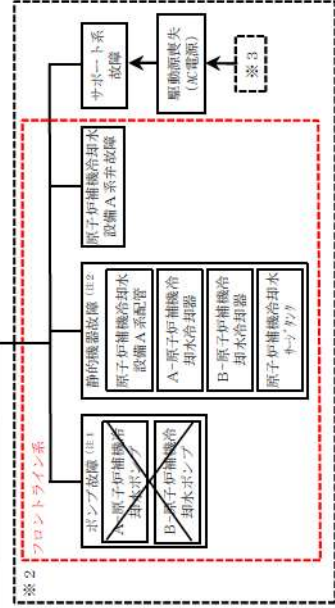 ※2
フロントライン系
ポンプ故障(注1
A-原子炉補機冷
却水ポンプ
B-原子炉補機冷
却水ポンプ
静的機器故障(注2
原子炉補機冷却水
設備A系配管
A-原子炉補機冷
却水冷却器
B-原子炉補機冷
却水冷却器
原子炉補機冷却水
サージタンク
原子炉補機冷却水
設備A系弁故障
サポート系
故障
駆動源喪失
(AC電源)
※3